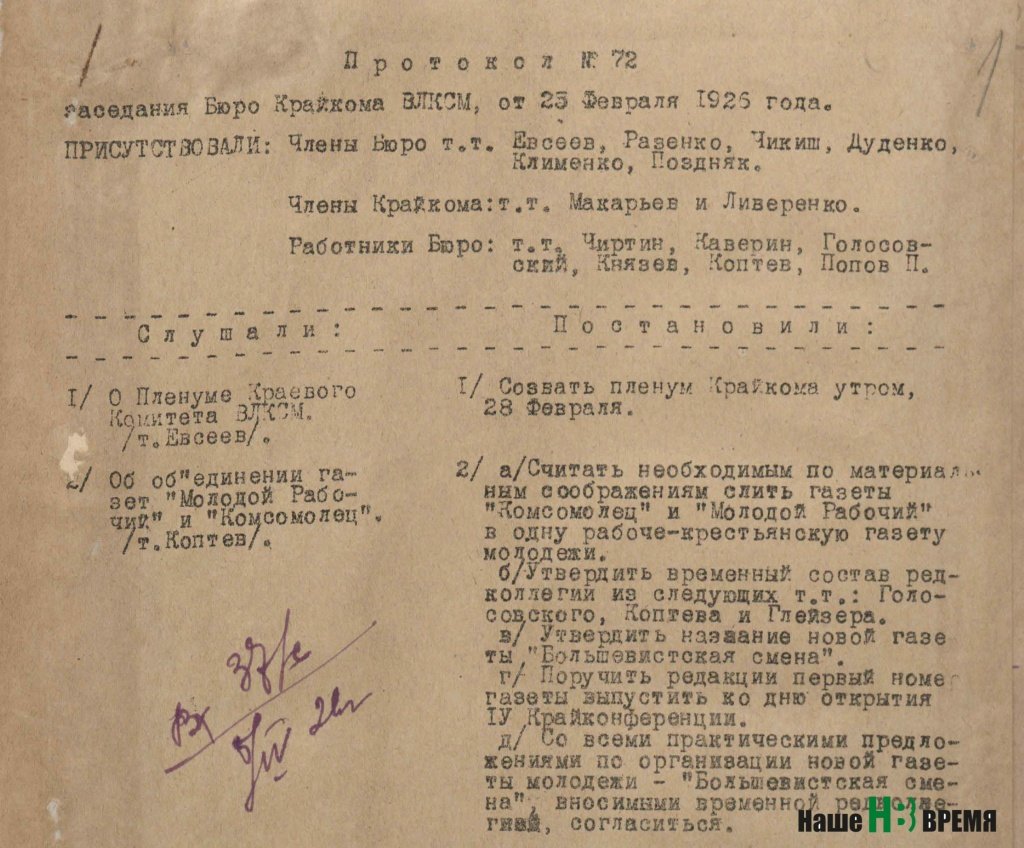 Протокол № 72
заседания Бюро Крайкома ВЛКСМ, от 23 Февраля 1926 года.
ПРИСУТСТВОВАЛИ: Члены Бюро т.т. Евсеев, Разенко, Чикиш, Дуденко,
Клименко, Поздняк.
Члены Крайкома: т.т. Макарьев и Ливеренко.
Работники Бюро: т.т. Чиртин, Каверин, Голосов-
ский, Князев, Коптев, Попов П.
Слушали:
Постановили:
I/ О Пленуме Краевого
Комитета ВЛКСМ.
/т.Евсеев/.
I/ Созвать пленум Крайкома утром,
28 Февраля.
2/ Об об"единении га-
зет "Молодой Рабо-
чий" и "Комсомолец".
/т.Коптев/.
2/ а/Считать необходимым по материаль
ным соображениям слить газеты
"Комсомолец" и "Молодой Рабочий"
в одну рабоче-крестьянскую газету
молодежи.
б/Утвердить временный состав ред-
коллегии из следующих т.т.: Голо-
совского, Коптева и Глейзера.
в/ Утвердить название новой газе
ты "Большевистская смена".
г/ Поручить редакции первый номер
газеты выпустить ко дню открытия
IУ Крайконференции.
д/ Со всеми практическими предло-
жениями по организации новой газе-
ты молодежи - "Большевистская сме-
на", вносимыми временной редколле-
гией, согласиться.
Вх
26г
Наше НВ ВРЕМЯ